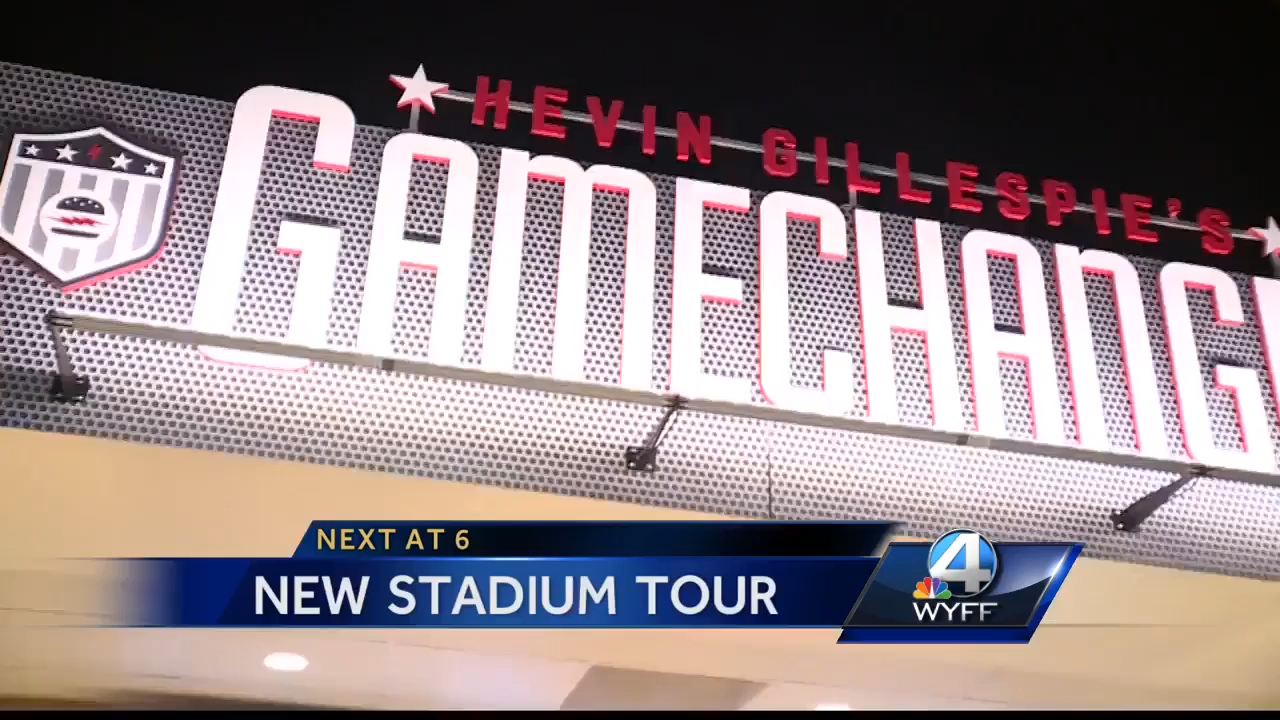 HEVIN GILLESPIE'S
GAMECHANG
NEXT AT 6
NEW STADIUM TOUR
4
WYFF